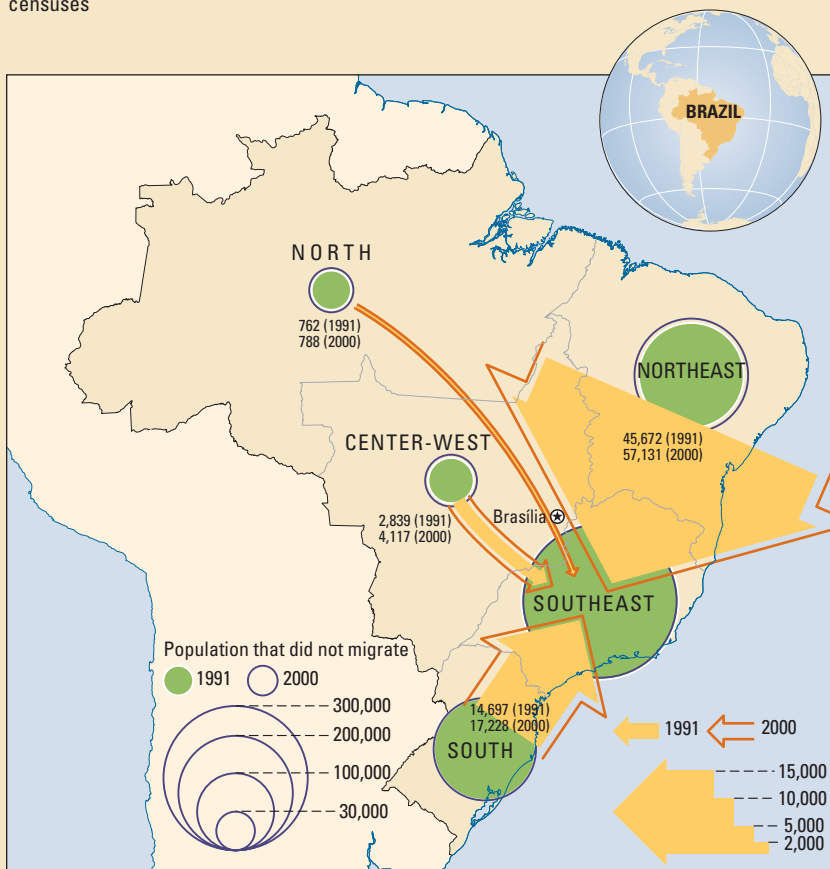 censuses
BRAZIL
NORTH
762 (1991)
788 (2000)
NORTHEAST
45,672 (1991)
57,131 (2000)
CENTER-WEST
2,839 (1991)
4,117 (2000)
Brasília
SOUTHEAST
Population that did not migrate
1991 2000
300,000
200,000
100,000
30,000
14,697 (1991)
17,228 (2000)
SOUTH
1991 2000
15,000
10,000
5,000
2,000